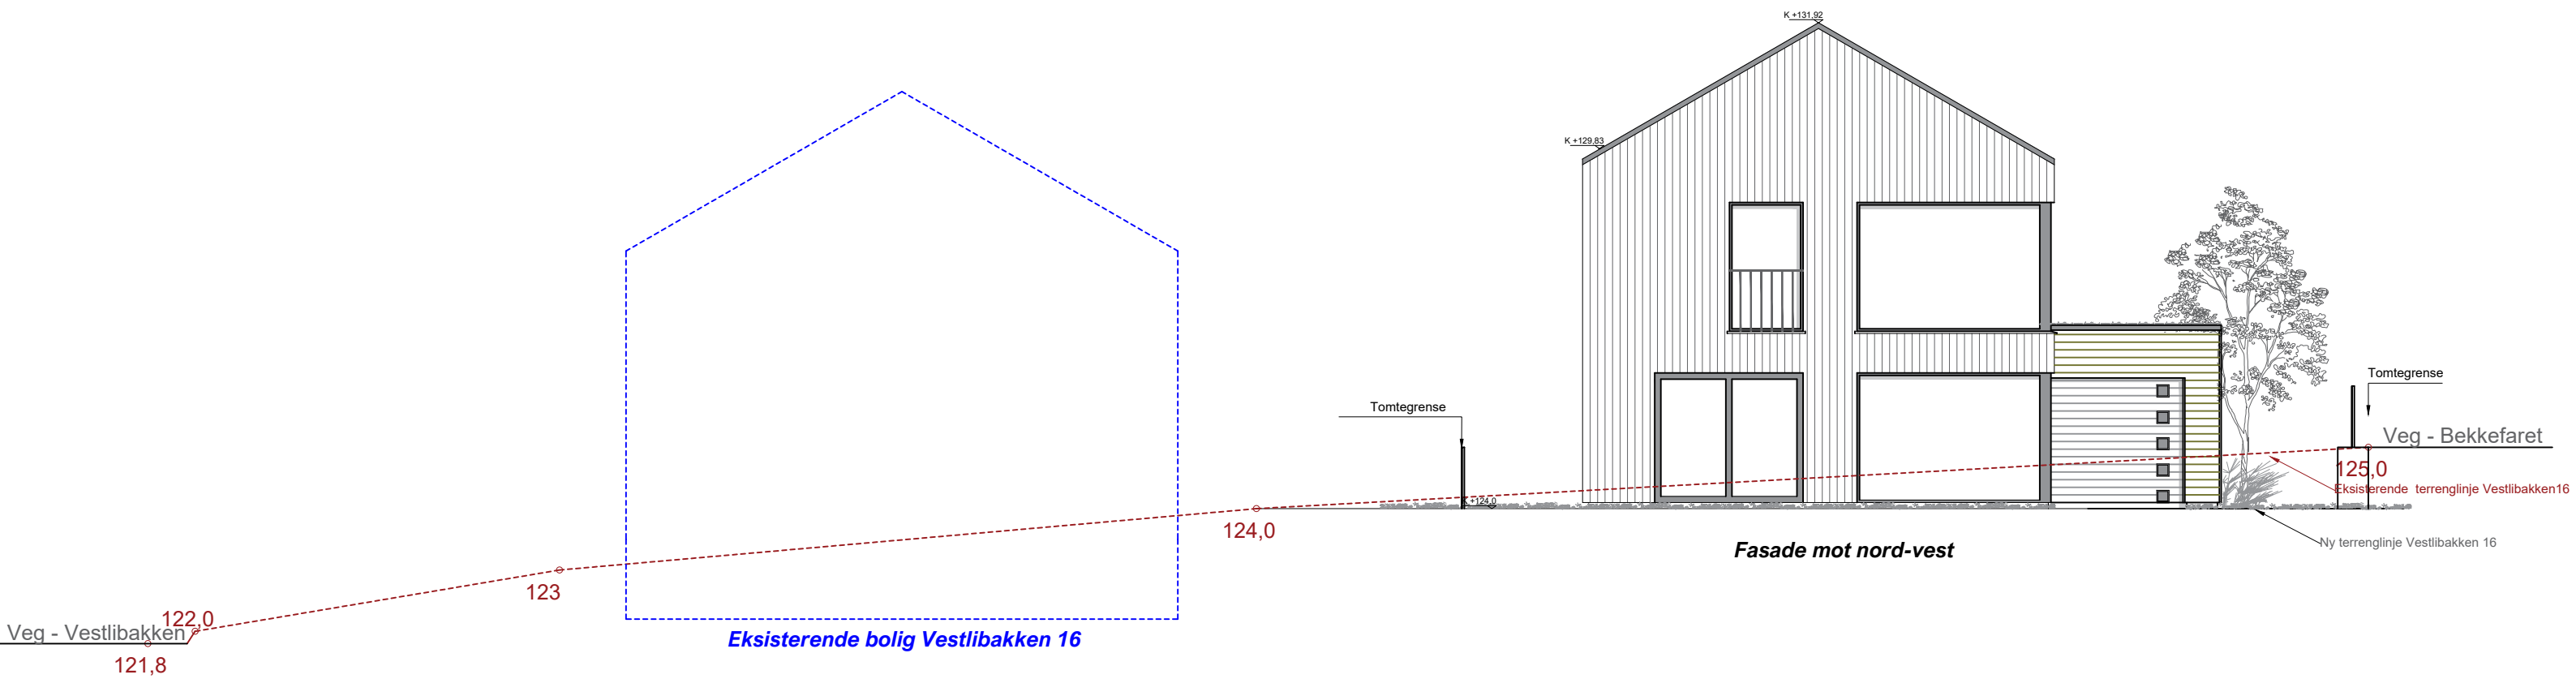 K +131,92
K +129,83
Tomtegrense
Tomtegrense
Veg - Bekkefaret
125,0
Eksisterende terrenglinje Vestlibakken16
K +124,0
124,0
Ny terrenglinje Vestlibakken 16
Fasade mot nord-vest
123
122,0
Veg - Vestlibakken
121,8
Eksisterende bolig Vestlibakken 16